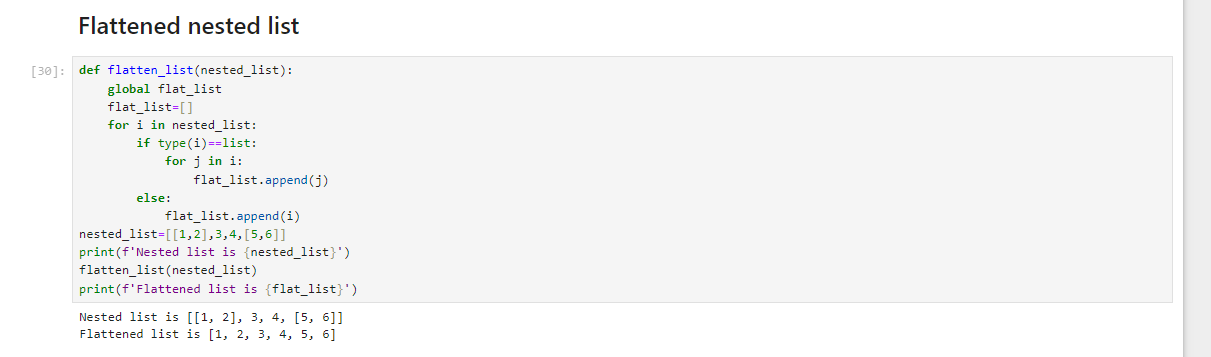 Flattened nested list
[30]:
def flatten_list(nested_list):
    global flat_list
    flat_list=[]
    for i in nested_list:
        if type(i)==list:
            for j in i:
                flat_list.append(j)
        else:
            flat_list.append(i)
nested_list=[[1,2],3,4,[5,6]]
print(f'Nested list is {nested_list}')
flatten_list(nested_list)
print(f'Flattened list is {flat_list}')
Nested list is [[1, 2], 3, 4, [5, 6]]
Flattened list is [1, 2, 3, 4, 5, 6]